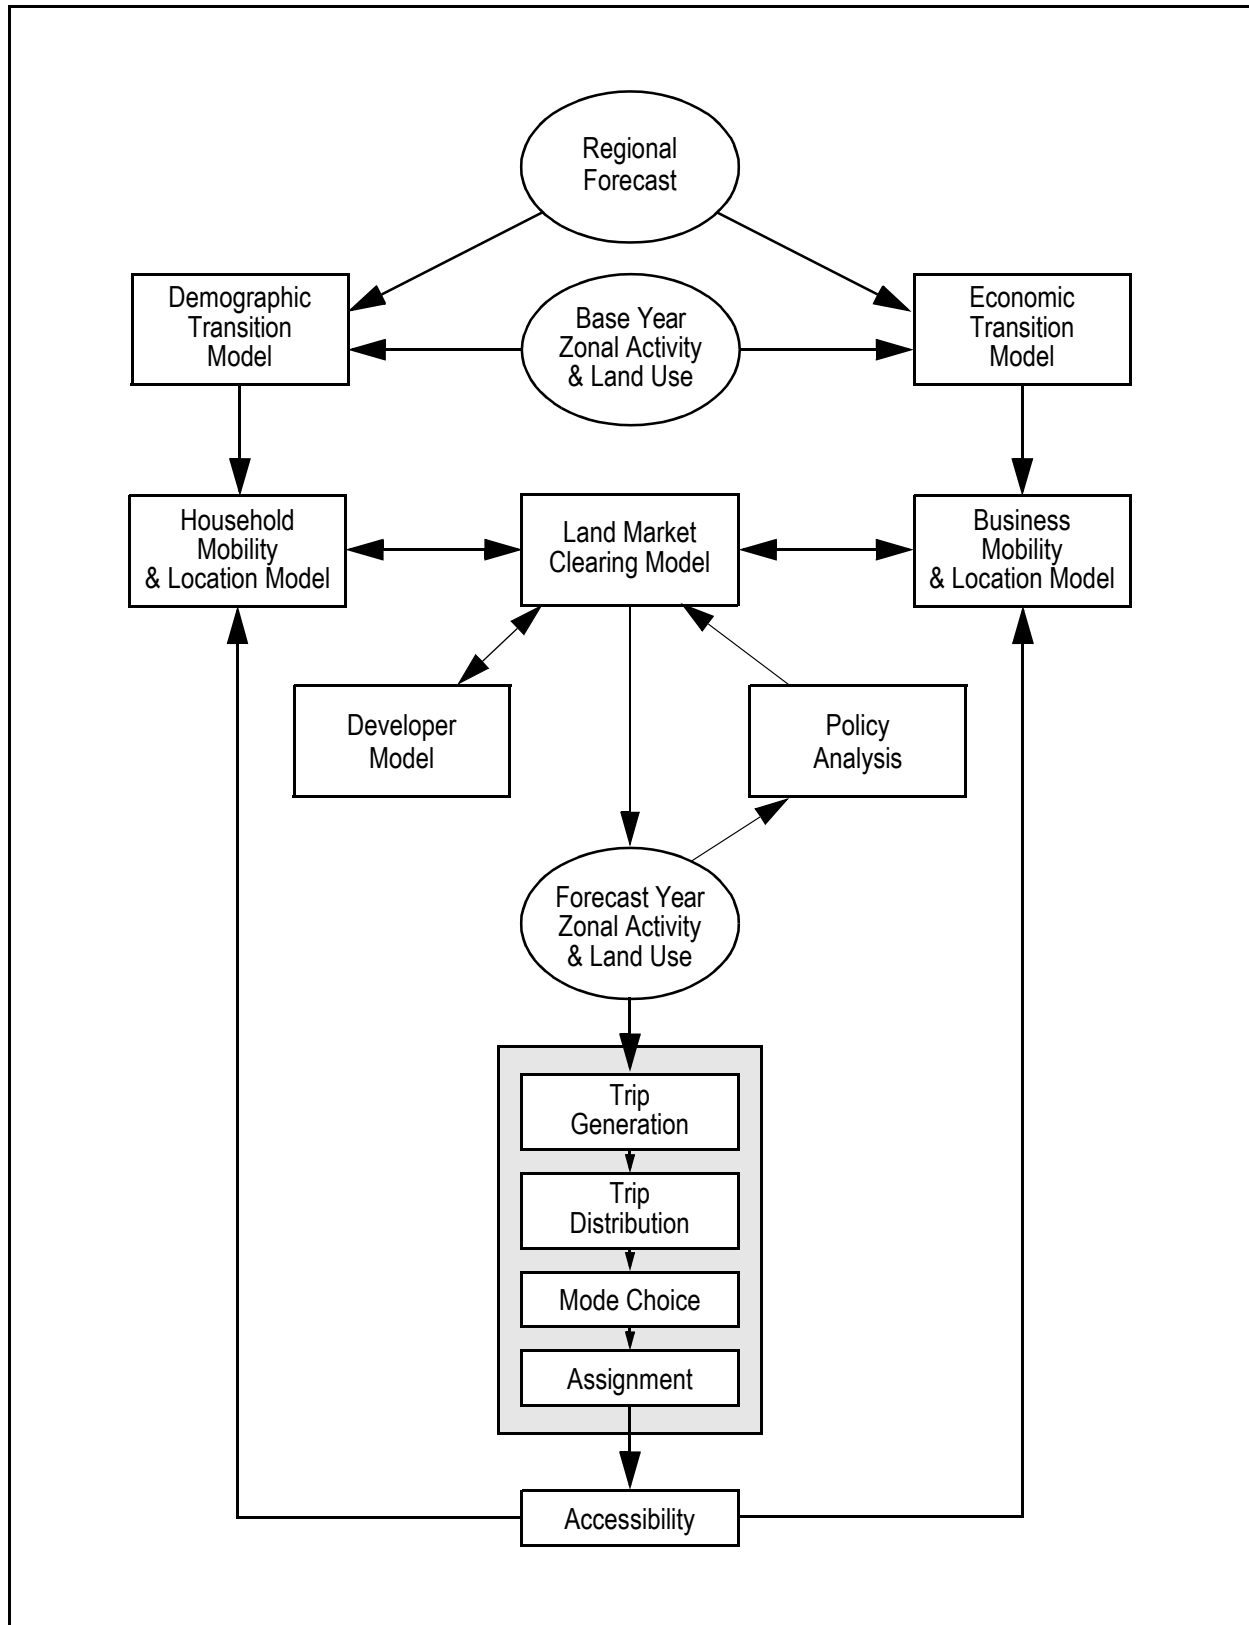 Regional
Forecast
Demographic
Transition
Model
Base Year
Zonal Activity
& Land Use
Economic
Transition
Model
Household
Mobility
& Location Model
Land Market
Clearing Model
Business
Mobility
& Location Model
Developer
Model
Policy
Analysis
Forecast Year
Zonal Activity
& Land Use
Trip
Generation
Trip
Distribution
Mode Choice
Assignment
Accessibility